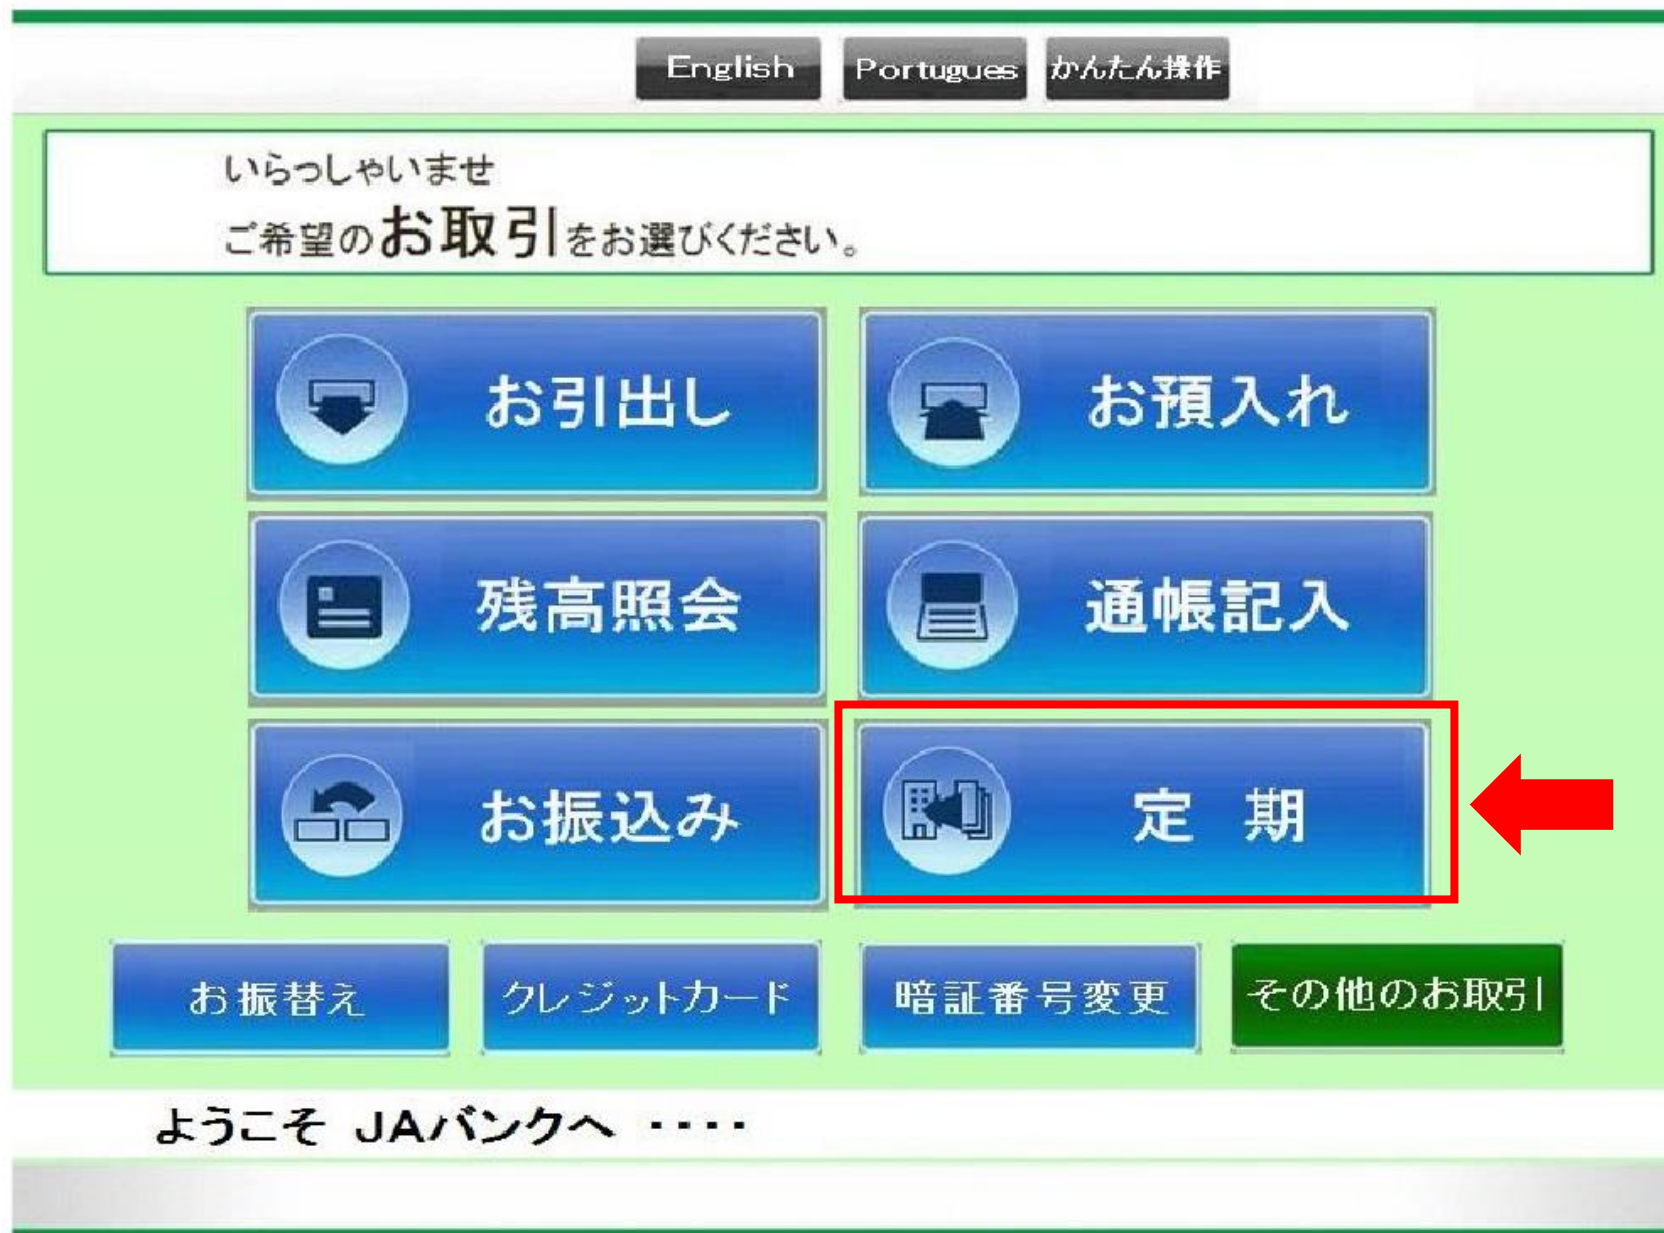 English
Portugues
かんたん操作
いらっしゃいませ
ご希望のお取引をお選びください。
お引出し
お預入れ
残高照会
通帳記入
お振込み
定 期
お振替え
クレジットカード
暗証番号変更
その他のお取引
ようこそ JAバンクへ ・・・・